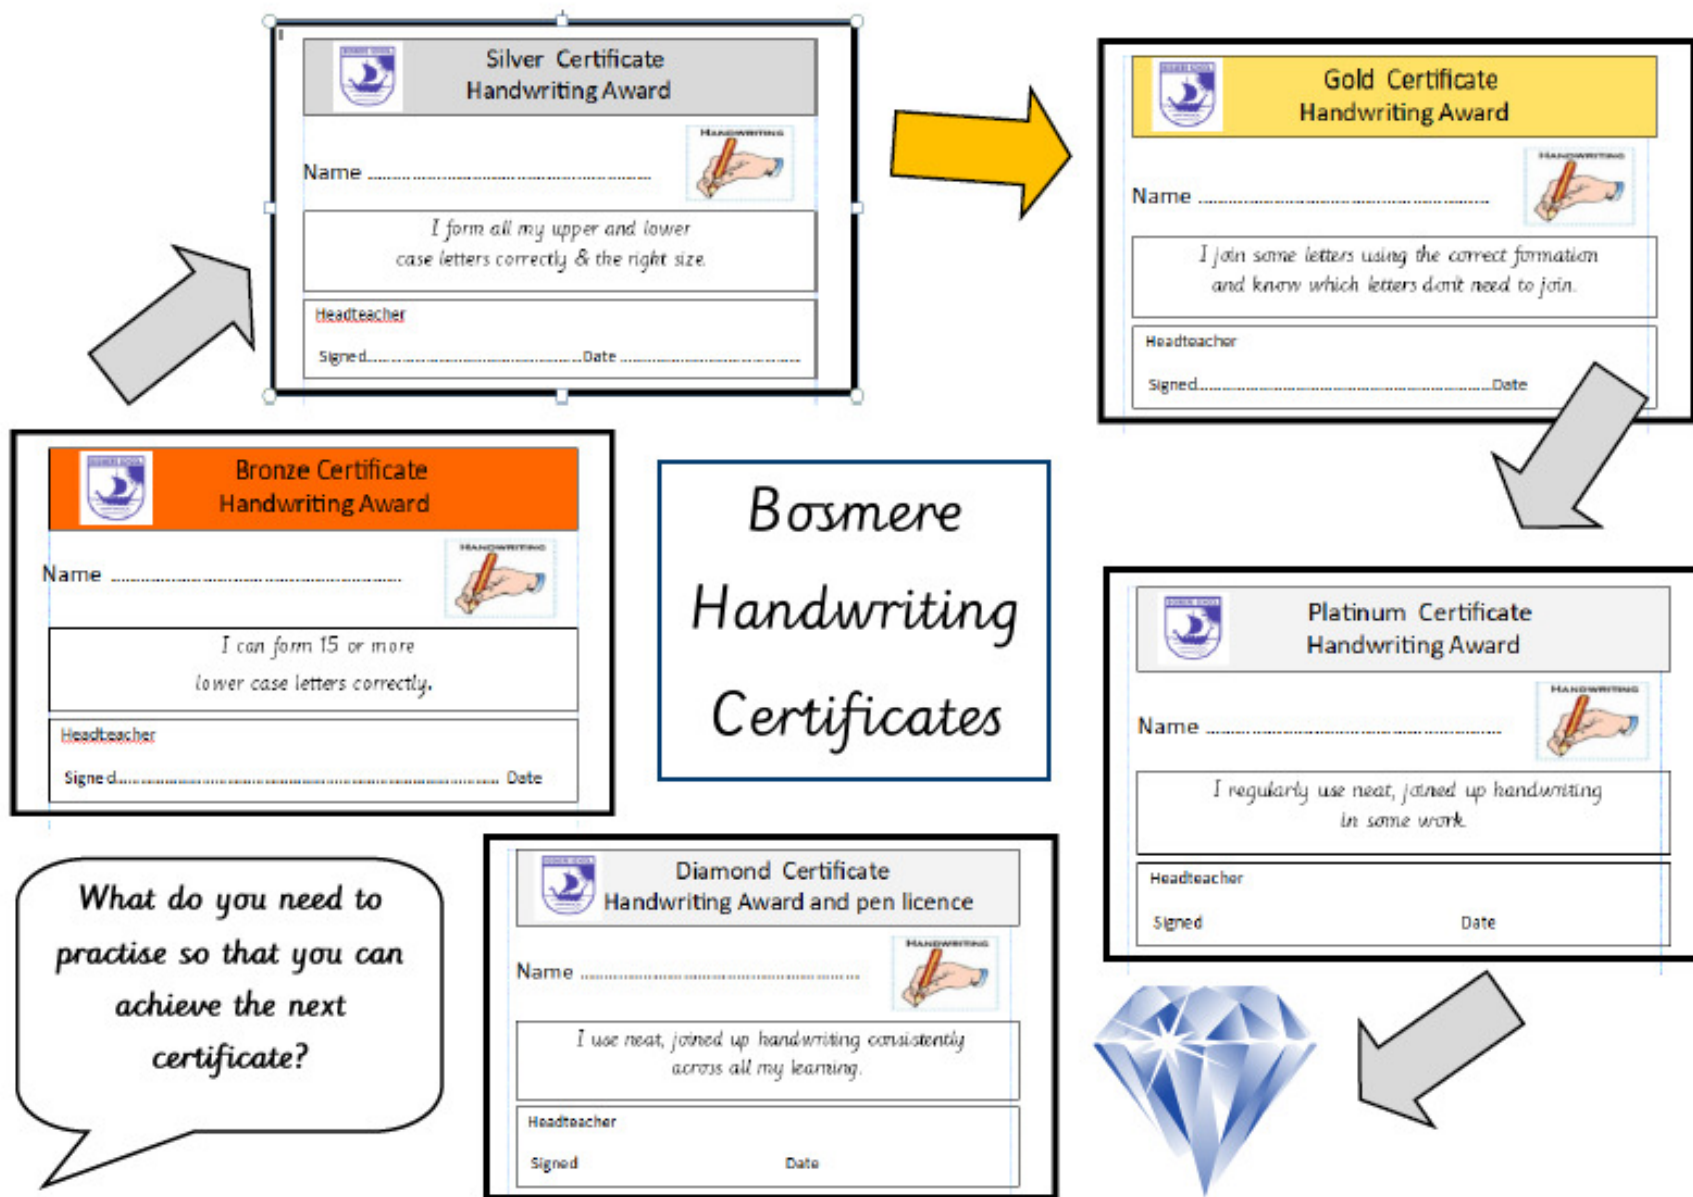 Silver Certificate
Handwriting Award
HANDWRITING
Name
I form all my upper and lower
case letters correctly & the right size.
Headteacher
Signed Date
Gold Certificate
Handwriting Award
HANDWRITING
Name
I join some letters using the correct formation
and know which letters don't need to join.
Headteacher
Signed Date
Bronze Certificate
Handwriting Award
HANDWRITING
Name
I can form 15 or more
lower case letters correctly.
Headteacher
Signed Date
Bosmere
Handwriting
Certificates
Platinum Certificate
Handwriting Award
HANDWRITING
Name
I regularly use neat, joined up handwriting
in some work.
Headteacher
Signed Date
What do you need to
practise so that you can
achieve the next
certificate?
Diamond Certificate
Handwriting Award and pen licence
HANDWRITING
Name
I use neat, joined up handwriting consistently
across all my learning.
Headteacher
Signed Date